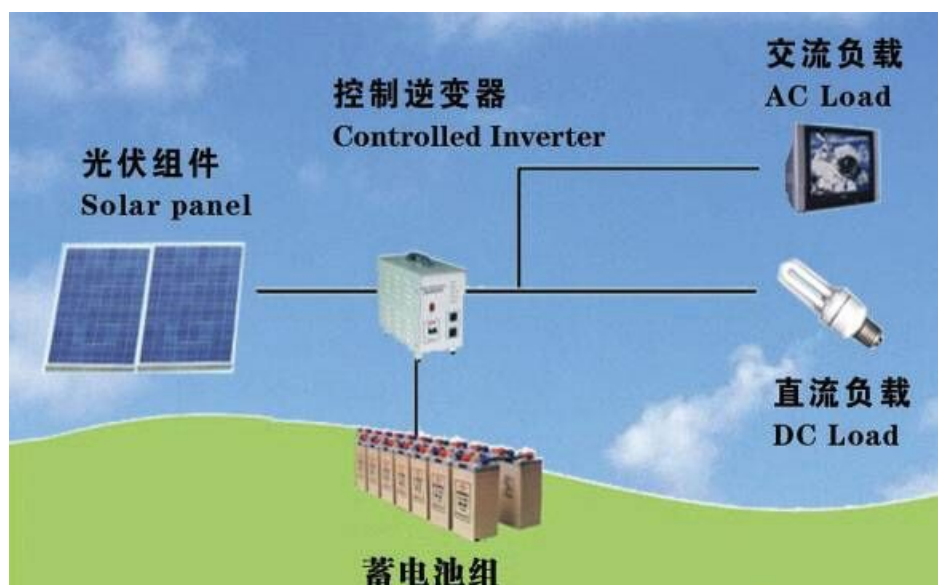 交流负载
AC Load
控制逆变器
Controlled Inverter
光伏组件
Solar panel
直流负载
DC Load
蓄电池组